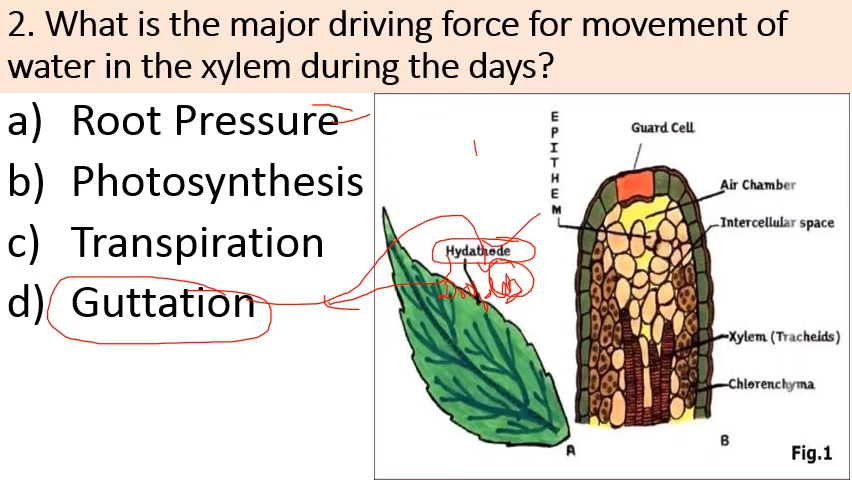 2. What is the major driving force for movement of
water in the xylem during the days?
a) Root Pressure
b) Photosynthesis
c) Transpiration
d) Guttation
EPITHEM
Guard Cell
Air Chamber
Intercellular space
Hydathode
Xylem (Tracheids)
Chlorenchyma
A
B
Fig.1